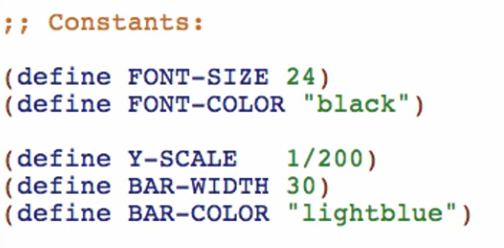 ;; Constants:
(define FONT-SIZE 24)
(define FONT-COLOR "black")
(define Y-SCALE   1/200)
(define BAR-WIDTH 30)
(define BAR-COLOR "lightblue")